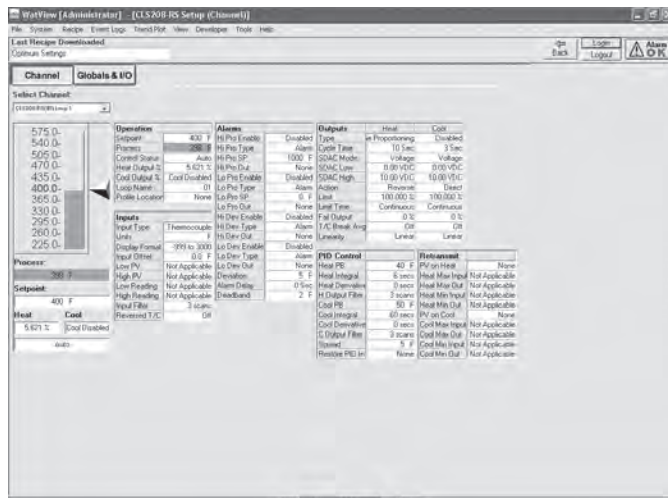 WatView [Administrator] - [CLS208-RS Setup (Channel)]
File System Recipe Event Logs Trend Plot View Developer Tools Help
Last Recipe Downloaded
Optimum Settings
Back
Login
Logout
Alarm
OK
Channel Globals & I/O
Select Channel:
575.0-
540.0-
505.0-
470.0-
435.0-
400.0-
365.0-
330.0-
295.0-
260.0-
225.0-
Process:
Setpoint:
400 F
Heat Cool
5.621 % Cool Disabled
Auto
Operation
Setpoint 400 F
Process F
Control Status Auto
Heat Output % 5.621 %
Cool Output % Cool Disabled
Loop Name 01
Profile Location None
Inputs
Input Type Thermocouple
Units F
Display Format -999 to 3000
Input Offset 0.0 F
Low PV Not Applicable
High PV Not Applicable
Low Reading Not Applicable
High Reading Not Applicable
Input Filter 3 scans
Reversed T/C Off
Alarms
Hi Pro Enable Disabled
Hi Pro Type Alarm
Hi Pro SP 1000 F
Hi Pro Out None
Lo Pro Enable Disabled
Lo Pro Type Alarm
Lo Pro SP 0 F
Lo Pro Out None
Hi Dev Enable Disabled
Hi Dev Type Alarm
Hi Dev Out None
Lo Dev Enable Disabled
Lo Dev Type Alarm
Lo Dev Out None
Deviation 5 F
Alarm Delay 0 Sec
Deadband 2 F
Outputs Heat Cool
Type Proportioning Disabled
Cycle Time 10 Sec 3 Sec
SDAC Mode Voltage Voltage
SDAC Low 0.00 VDC 0.00 VDC
SDAC High 10.00 VDC 10.00 VDC
Action Reverse Direct
Limit 100.000 % 100.000 %
Limit Time Continuous Continuous
Fail Output 0 % 0 %
T/C Break Avg Off Off
Linearity Linear Linear
PID Control
Heat PB 40 F
Heat Integral 6 secs
Heat Derivative 0 secs
H Output Filter 3 scans
Cool PB 50 F
Cool Integral 60 secs
Cool Derivative 0 secs
C Output Filter 3 scans
Spread 5 F
Restore PID In None
Retransmit
PV on Heat None
Heat Max Input Not Applicable
Heat Max Out Not Applicable
Heat Min Input Not Applicable
Heat Min Out Not Applicable
PV on Cool None
Cool Max Input Not Applicable
Cool Max Out Not Applicable
Cool Min Input Not Applicable
Cool Min Out Not Applicable